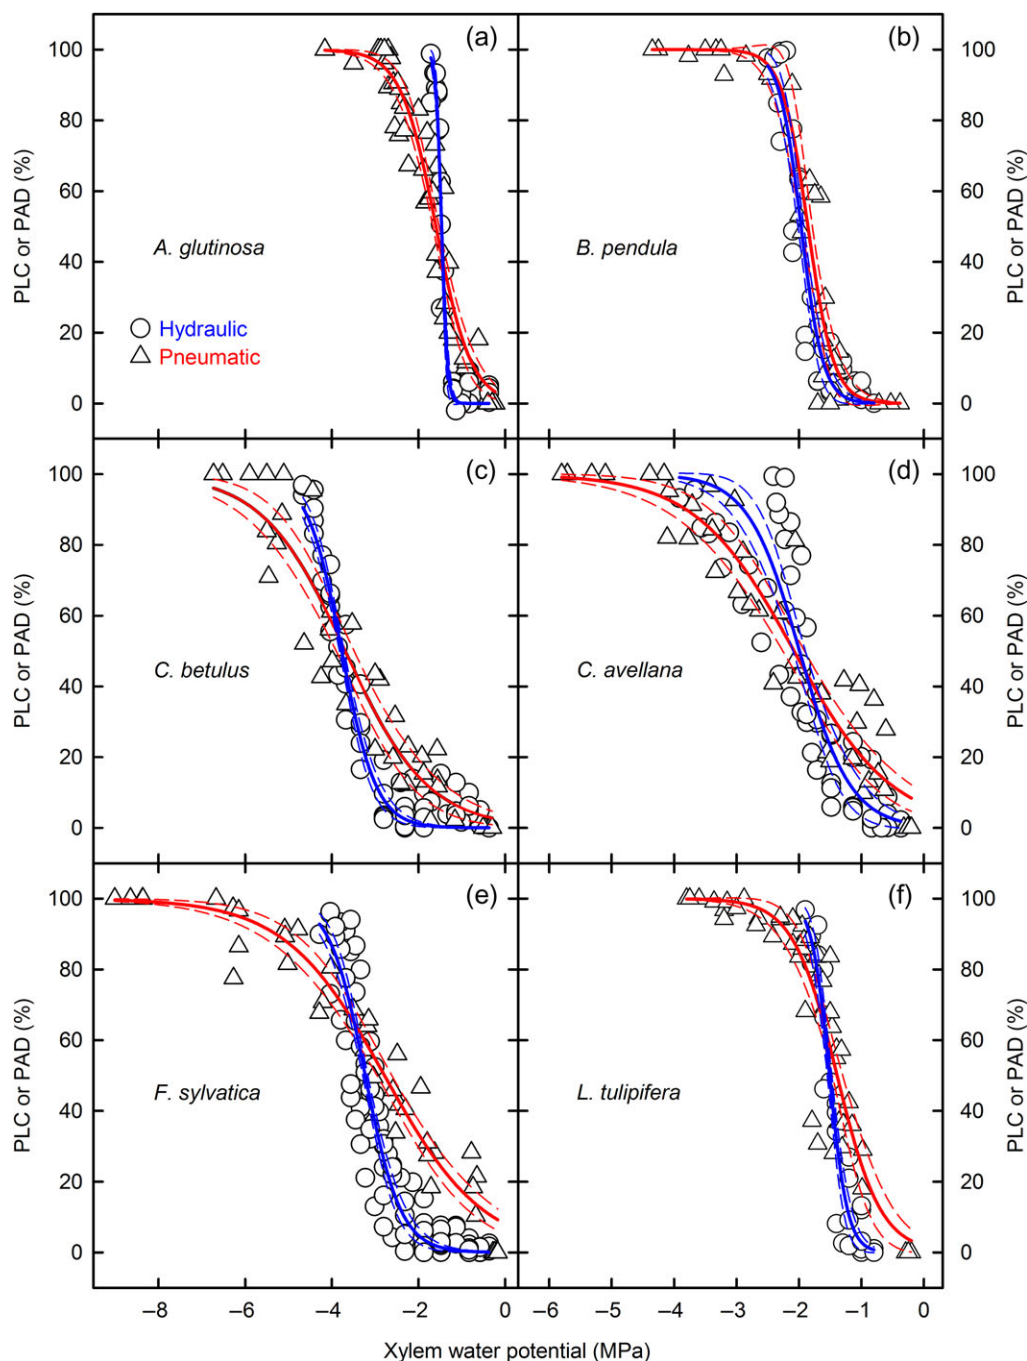 (a)
(b)
100
80
60
40
20
0
PLC or PAD (%)
A. glutinosa
Hydraulic
Pneumatic
B. pendula
100
80
60
40
20
0
PLC or PAD (%)
(c)
(d)
100
80
60
40
20
0
PLC or PAD (%)
C. betulus
C. avellana
100
80
60
40
20
0
PLC or PAD (%)
(e)
(f)
100
80
60
40
20
0
PLC or PAD (%)
F. sylvatica
L. tulipifera
100
80
60
40
20
0
PLC or PAD (%)
–8 –6 –4 –2 0
–6 –5 –4 –3 –2 –1 0
Xylem water potential (MPa)